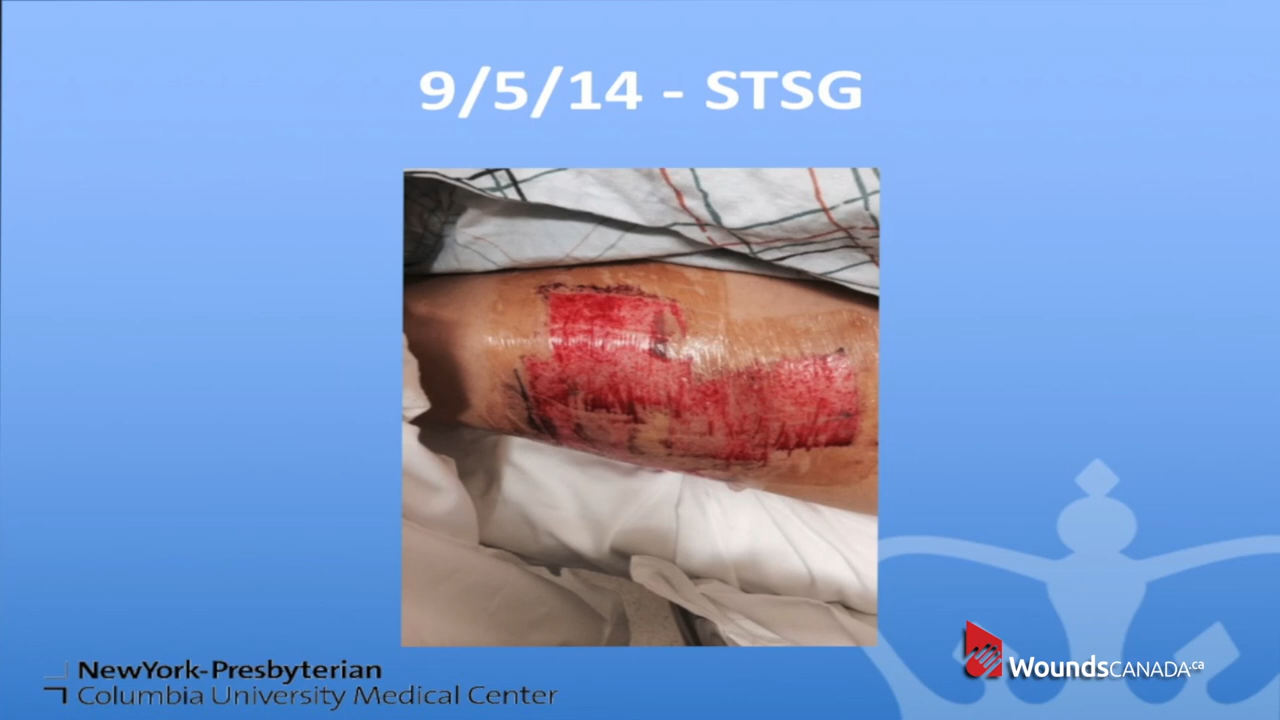 9/5/14 - STSG
NewYork-Presbyterian
Columbia University Medical Center
WoundsCANADA.ca